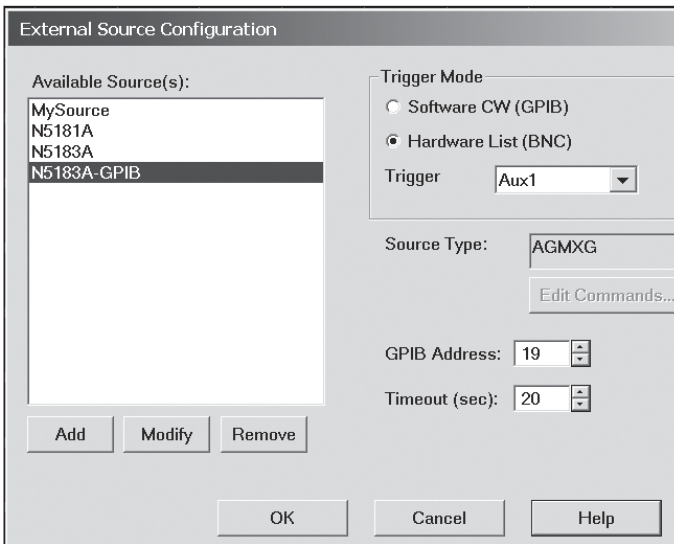 External Source Configuration
Available Source(s):
MySource
N5181A
N5183A
N5183A-GPIB
Add
Modify
Remove
Trigger Mode
Software CW (GPIB)
Hardware List (BNC)
Trigger
Aux1
Source Type:
AGMXG
Edit Commands...
GPIB Address:
19
Timeout (sec):
20
OK
Cancel
Help